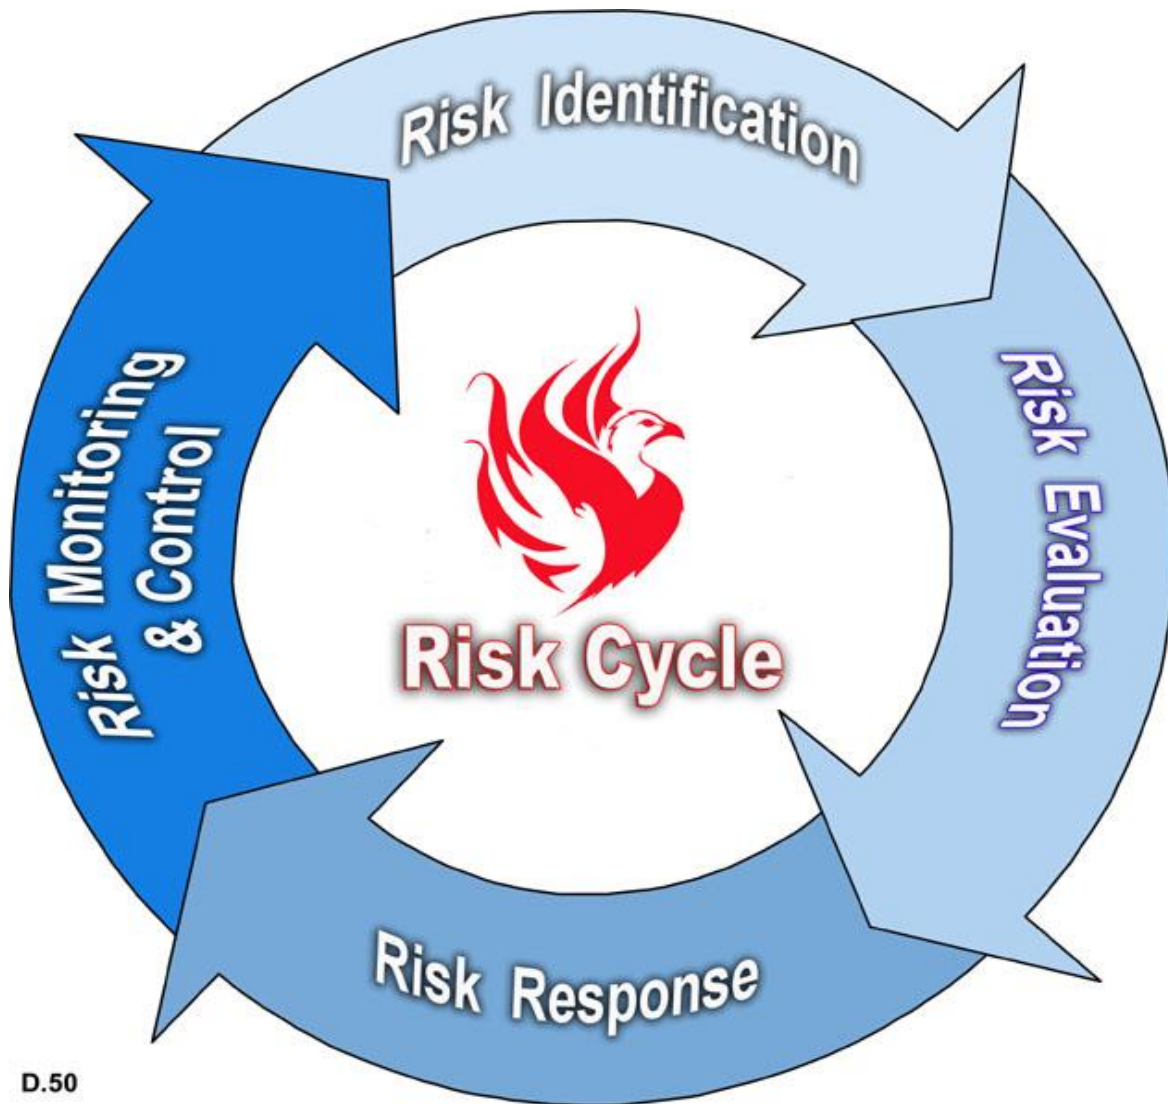 Risk Identification
Risk Evaluation
Risk Response
Risk Monitoring
& Control
Risk Cycle
D.50